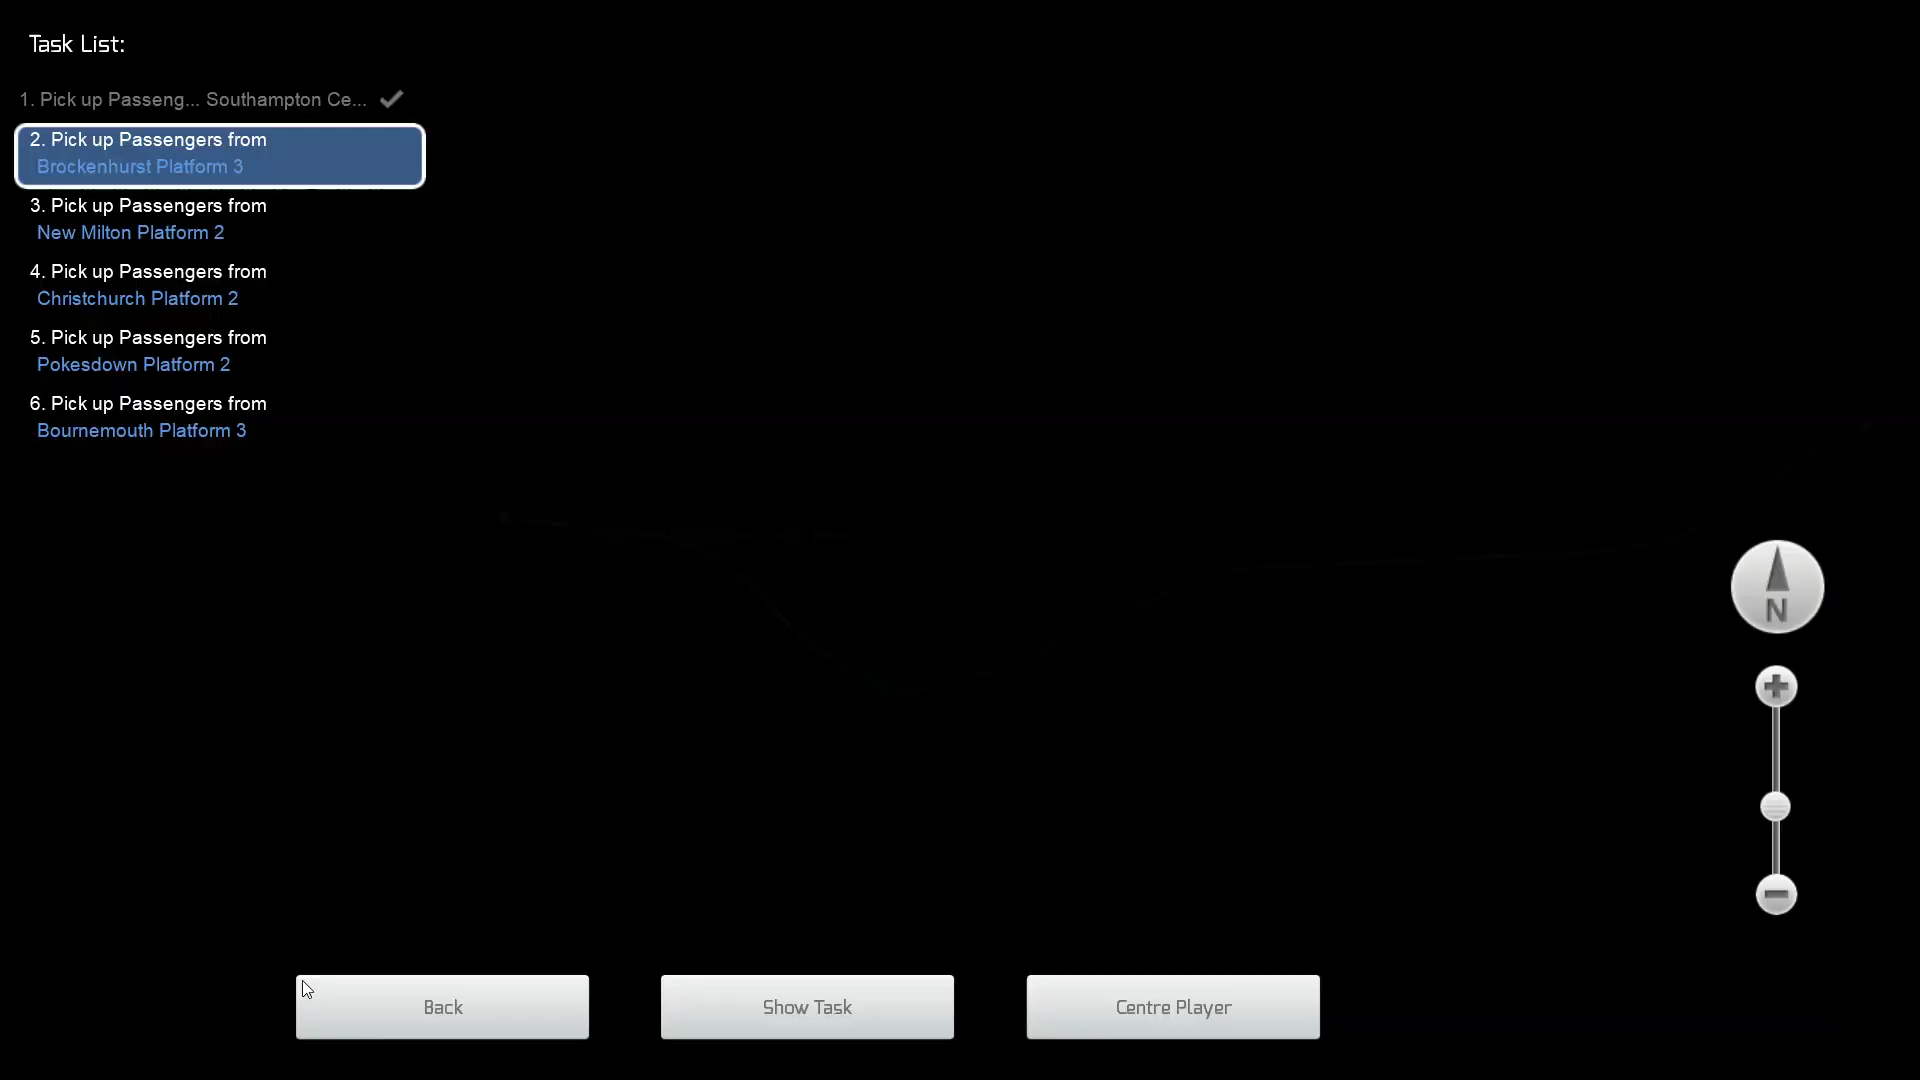 Task List:
1. Pick up Passeng... Southampton Ce...
2. Pick up Passengers from
Brockenhurst Platform 3
3. Pick up Passengers from
New Milton Platform 2
4. Pick up Passengers from
Christchurch Platform 2
5. Pick up Passengers from
Pokesdown Platform 2
6. Pick up Passengers from
Bournemouth Platform 3
N
Back
Show Task
Centre Player